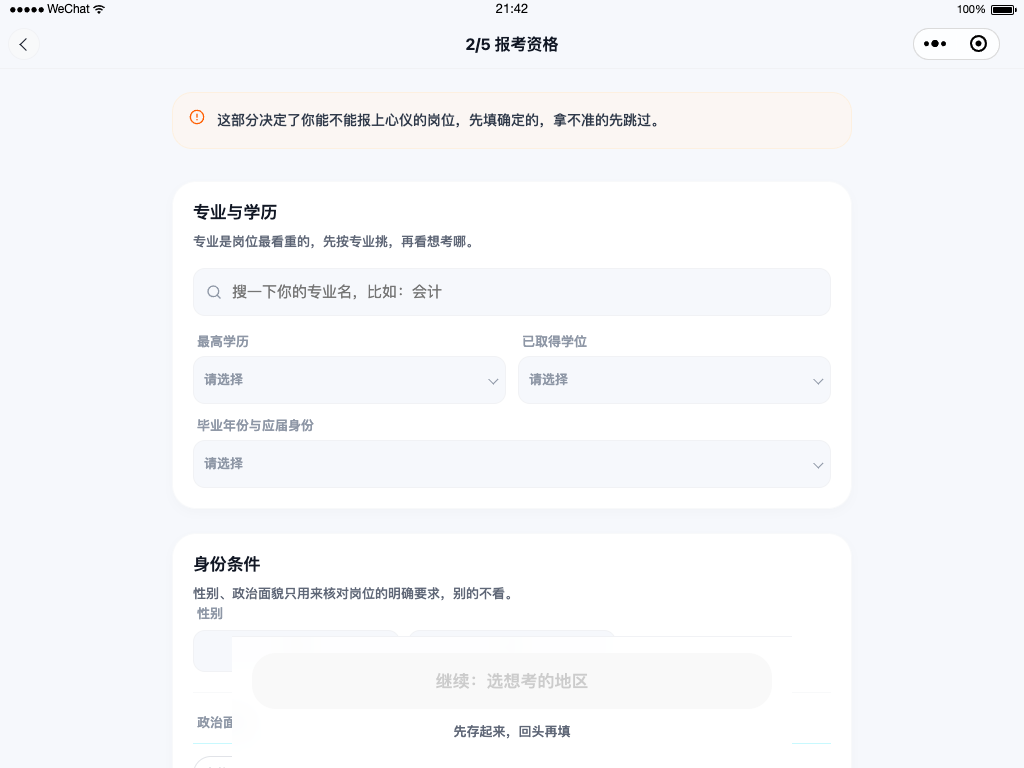 WeChat
21:42
100%
2/5 报考资格
这部分决定了你能不能报上心仪的岗位，先填确定的，拿不准的先跳过。
专业与学历
专业是岗位最看重的，先按专业挑，再看想考哪。
搜一下你的专业名，比如：会计
最高学历
已取得学位
请选择
请选择
毕业年份与应届身份
请选择
身份条件
性别、政治面貌只用来核对岗位的明确要求，别的不看。
性别
继续：选想考的地区
政治面
先存起来，回头再填